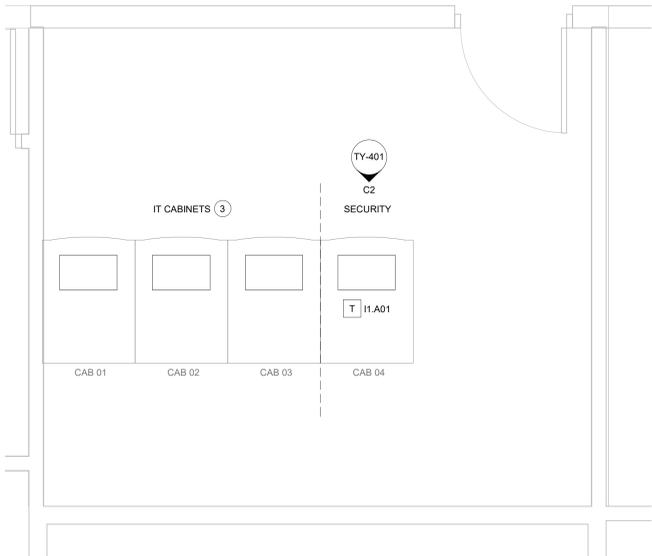 TY-401
C2
IT CABINETS 3
SECURITY
T I1.A01
CAB 01
CAB 02
CAB 03
CAB 04